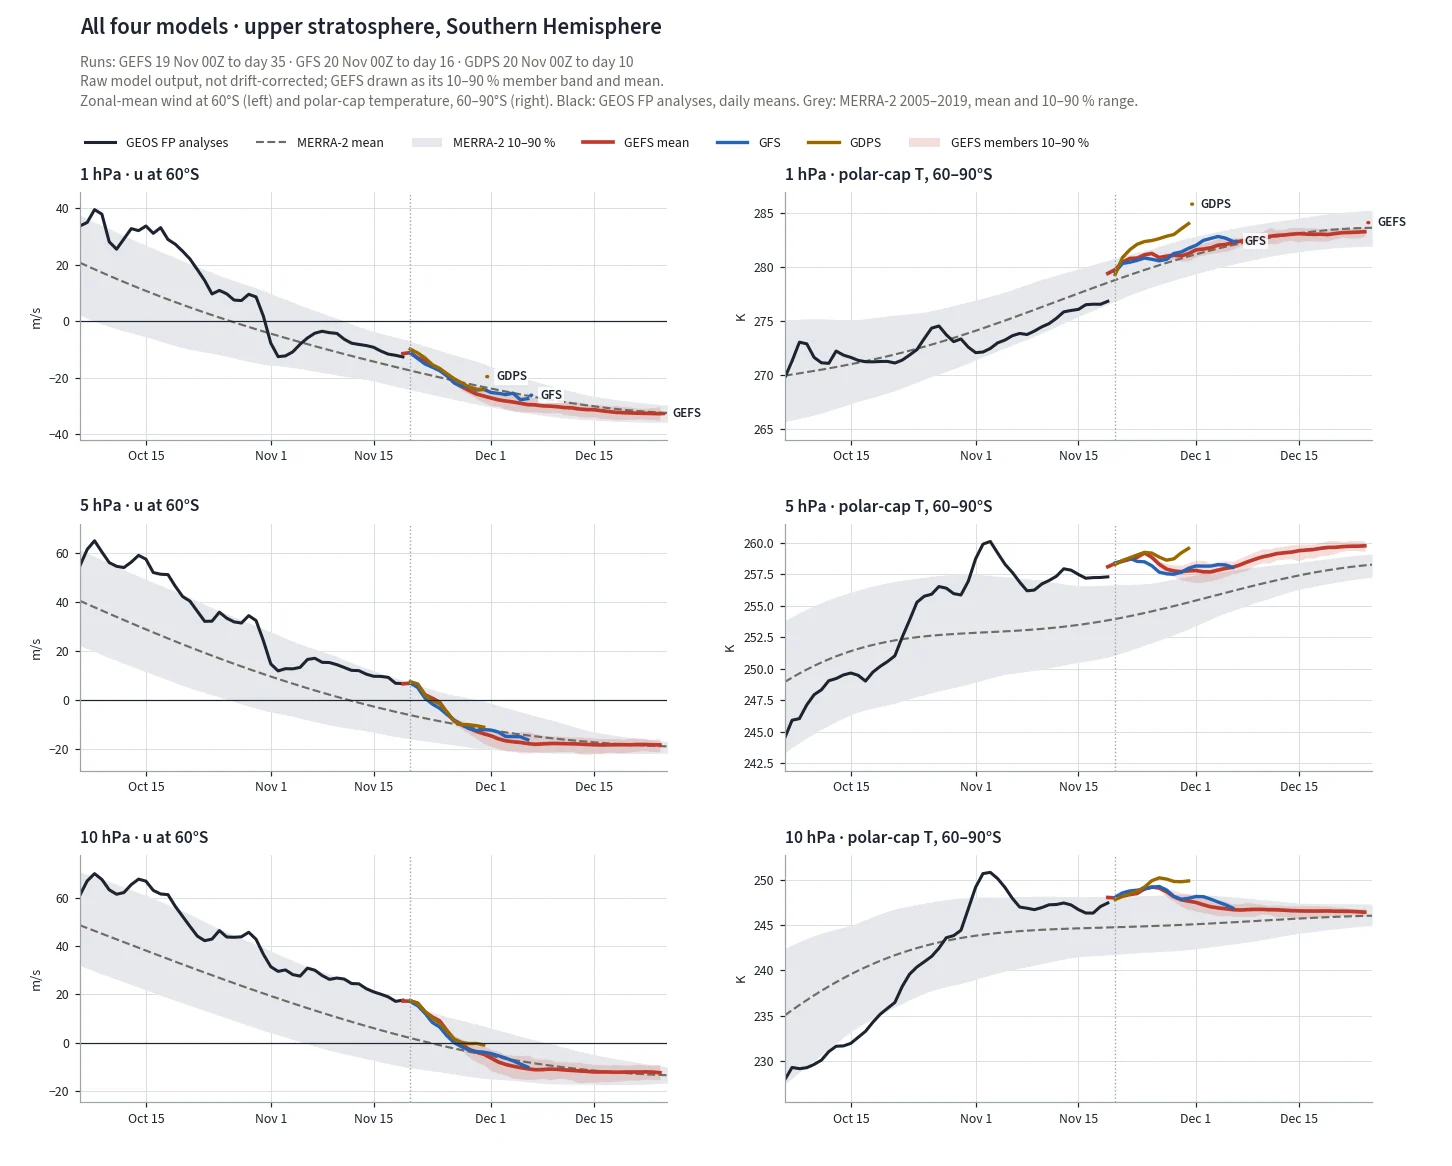 All four models · upper stratosphere, Southern Hemisphere
Runs: GEFS 19 Nov 00Z to day 35 · GFS 20 Nov 00Z to day 16 · GDPS 20 Nov 00Z to day 10
Raw model output, not drift-corrected; GEFS drawn as its 10–90 % member band and mean.
Zonal-mean wind at 60°S (left) and polar-cap temperature, 60–90°S (right). Black: GEOS FP analyses, daily means. Grey: MERRA-2 2005–2019, mean and 10–90 % range.
GEOS FP analyses MERRA-2 mean MERRA-2 10–90 % GEFS mean GFS GDPS GEFS members 10–90 %
1 hPa · u at 60°S
40
20
0
−20
−40
m/s
GDPS
GFS
GEFS
Oct 15 Nov 1 Nov 15 Dec 1 Dec 15
1 hPa · polar-cap T, 60–90°S
285
280
275
270
265
K
GDPS
GEFS
GFS
Oct 15 Nov 1 Nov 15 Dec 1 Dec 15
5 hPa · u at 60°S
60
40
20
0
−20
m/s
Oct 15 Nov 1 Nov 15 Dec 1 Dec 15
5 hPa · polar-cap T, 60–90°S
260.0
257.5
255.0
252.5
250.0
247.5
245.0
242.5
K
Oct 15 Nov 1 Nov 15 Dec 1 Dec 15
10 hPa · u at 60°S
60
40
20
0
−20
m/s
Oct 15 Nov 1 Nov 15 Dec 1 Dec 15
10 hPa · polar-cap T, 60–90°S
250
245
240
235
230
K
Oct 15 Nov 1 Nov 15 Dec 1 Dec 15